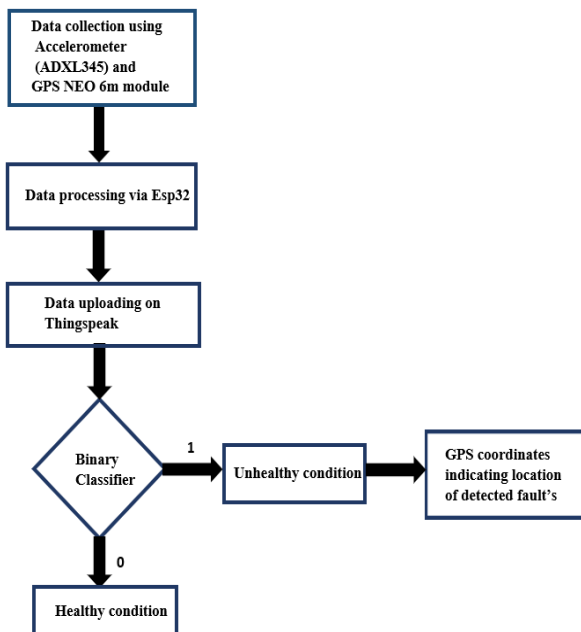 Data collection using
Accelerometer
(ADXL345) and
GPS NEO 6m module
Data processing via Esp32
Data uploading on
Thingspeak
Binary
Classifier
1
Unhealthy condition
GPS coordinates
indicating location
of detected fault's
0
Healthy condition